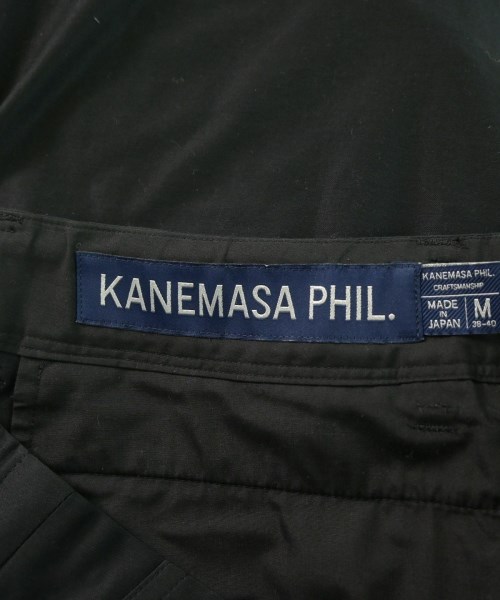 KANEMASA PHIL.
KANEMASA PHIL.
CRAFTSMANSHIP
MADE
IN
JAPAN
M
38-40